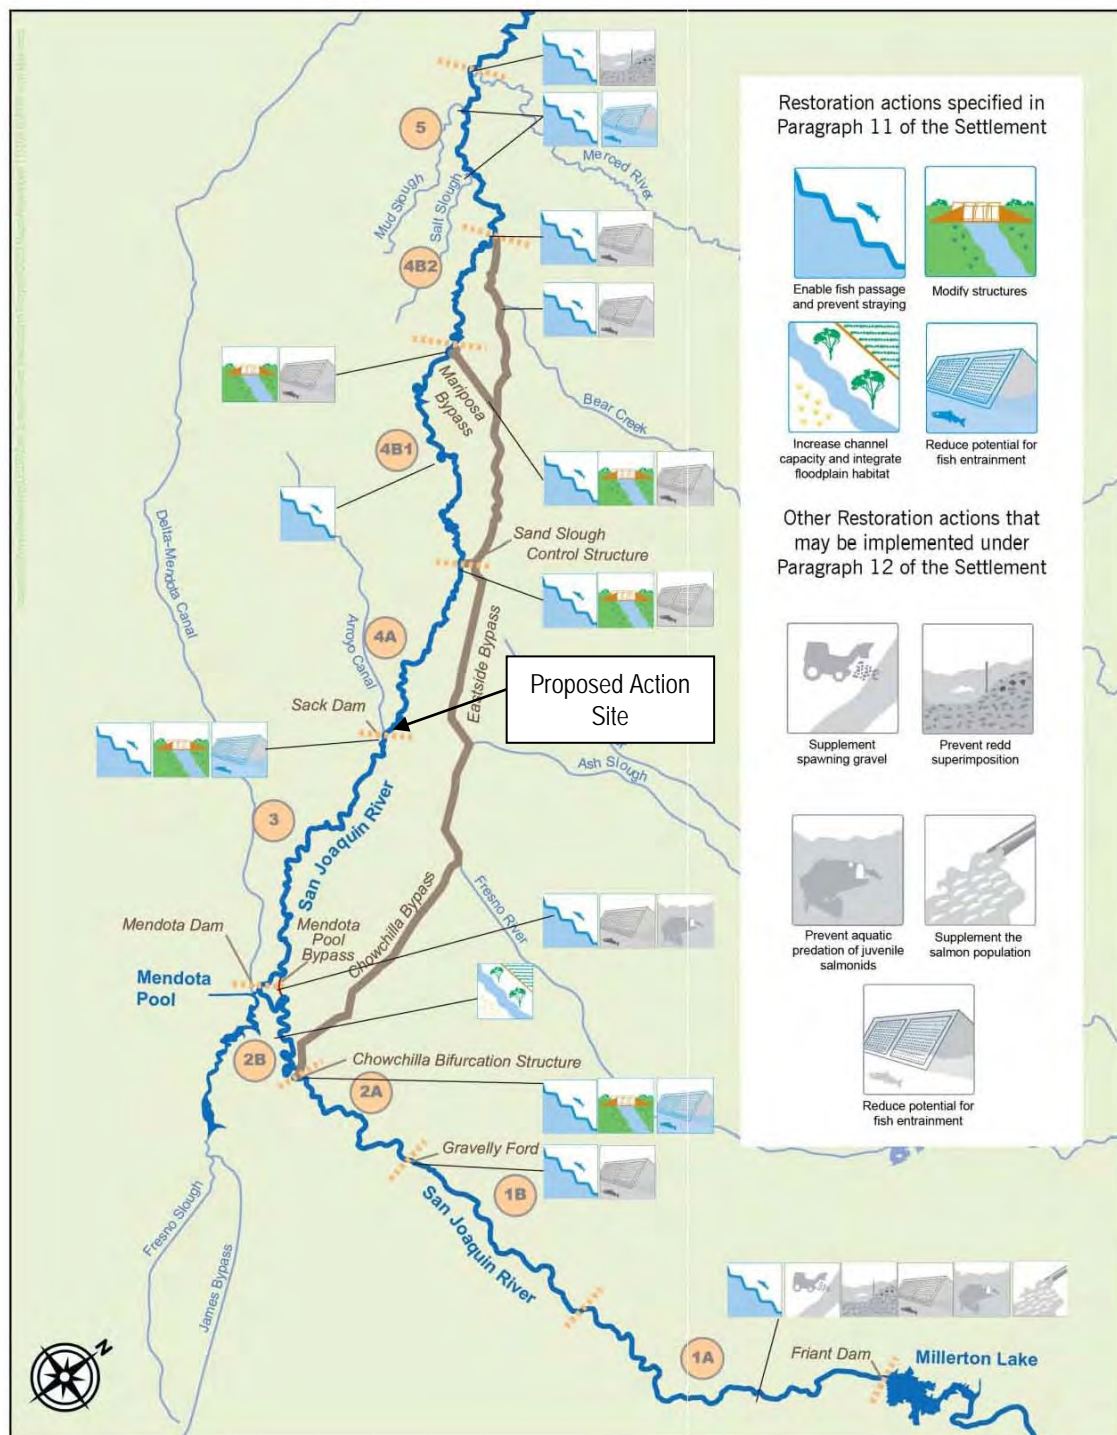 Restoration actions specified in
Paragraph 11 of the Settlement
Enable fish passage
and prevent straying
Modify structures
Increase channel
capacity and integrate
floodplain habitat
Reduce potential for
fish entrainment
Other Restoration actions that
may be implemented under
Paragraph 12 of the Settlement
Supplement
spawning gravel
Prevent redd
superimposition
Prevent aquatic
predation of juvenile
salmonids
Supplement the
salmon population
Reduce potential for
fish entrainment
5
Merced River
Mud Slough
Salt Slough
4B2
Mariposa
Bypass
Bear Creek
4B1
Delta-Mendota Canal
Sand Slough
Control Structure
4A
Arroyo Canal
Eastside Bypass
Proposed Action
Site
Sack Dam
Ash Slough
3
San Joaquin River
Fresno River
Chowchilla Bypass
Mendota Dam
Mendota
Pool
Bypass
Mendota
Pool
2B
Chowchilla Bifurcation Structure
2A
Gravelly Ford
1B
San Joaquin River
Fresno Slough
James Bypass
1A
Friant Dam
Millerton Lake
N